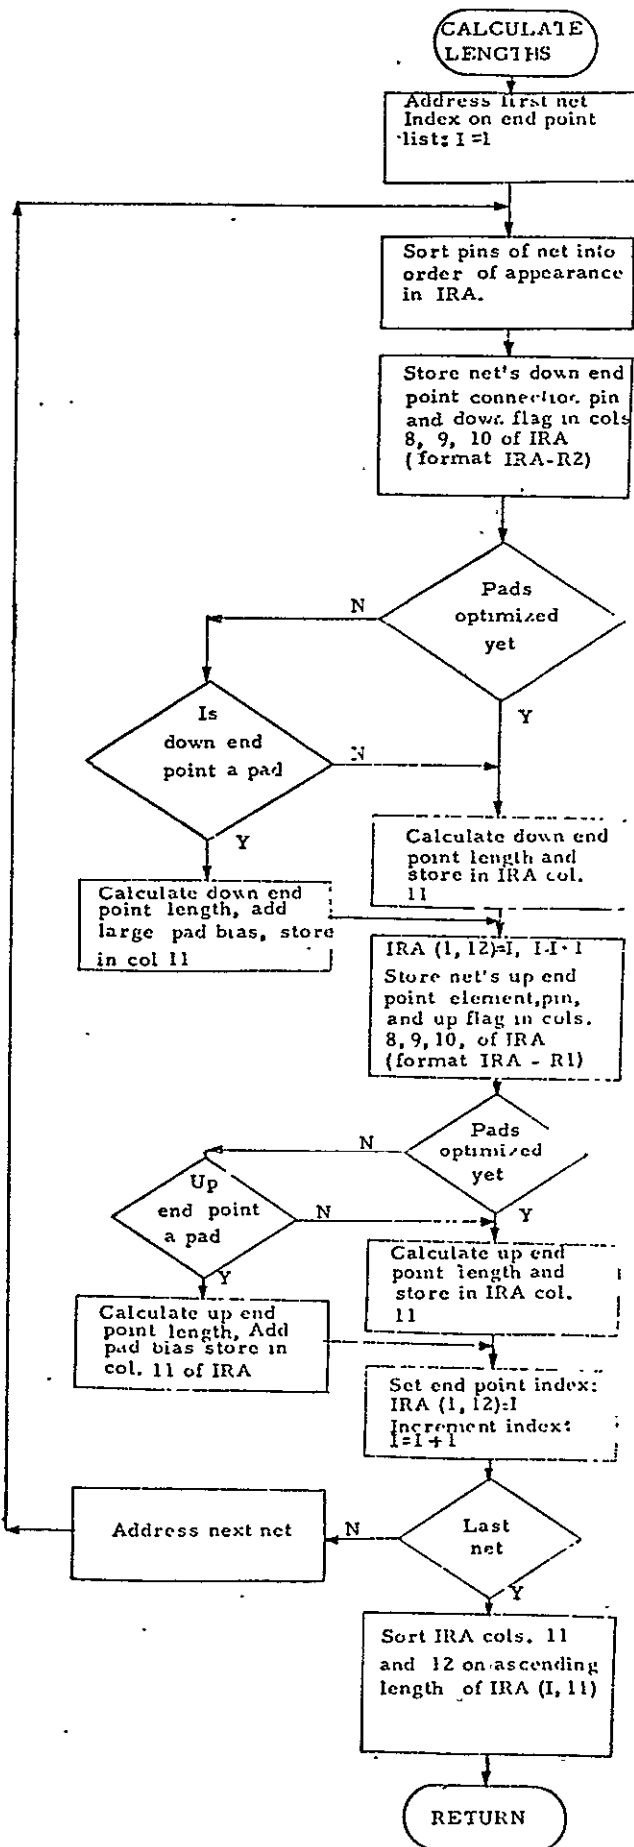 CALCULATE
LENGTHS
Address first net
Index on end point
list: I =1
Sort pins of net into
order of appearance
in IRA.
Store net's down end
point connection, pin
and down flag in cols
8, 9, 10 of IRA
(format IRA-R2)
Pads
optimized
yet
N
Y
Is
down end
point a pad
N
Y
Calculate down end
point length and
store in IRA col.
11
Calculate down end
point length, add
large pad bias, store
in col 11
IRA (1, 12)=I,
Store net's up end
point element, pin,
and up flag in cols.
8, 9, 10, of IRA
(format IRA - R1)
Pads
optimized
yet
N
Y
Up
end point
a pad
N
Y
Calculate up end
point length and
store in IRA col.
11
Calculate up end
point length, Add
pad bias store in
col. 11 of IRA
Set end point index:
IRA (1, 12)=I
Increment index:
I=I + 1
Last
net
N
Y
Address next net
Sort IRA cols. 11
and 12 on ascending
length of IRA (I, 11)
RETURN